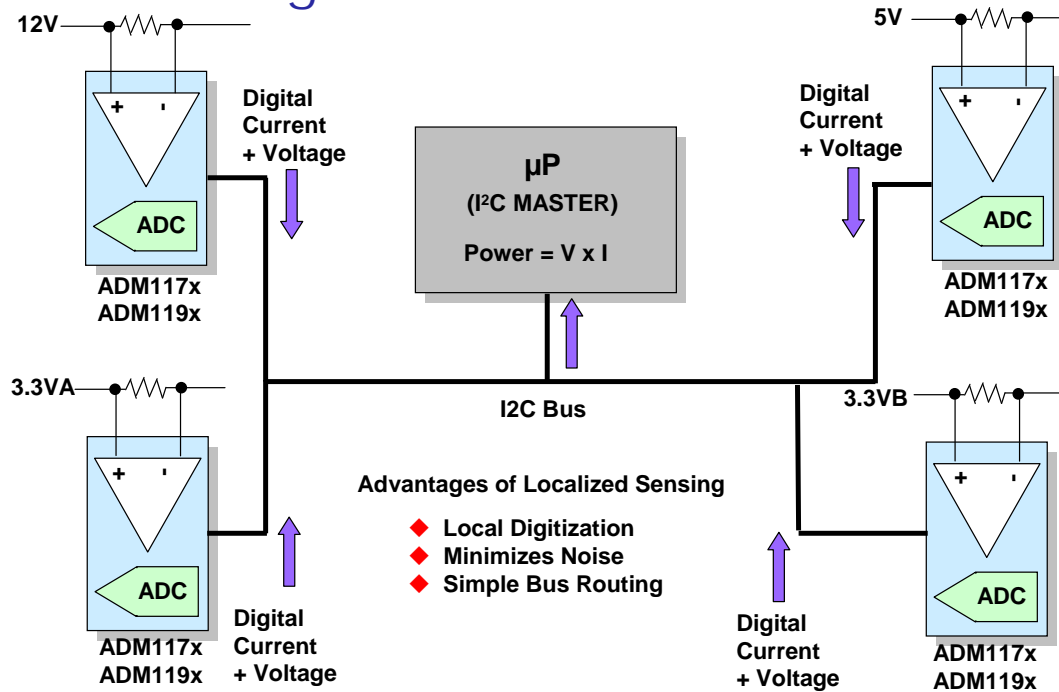 12V
5V
+ -
ADC
ADM117x
ADM119x
Digital
Current
+ Voltage
µP
(I²C MASTER)
Power = V x I
Digital
Current
+ Voltage
+ -
ADC
ADM117x
ADM119x
I2C Bus
3.3VA
+ -
ADC
ADM117x
ADM119x
Digital
Current
+ Voltage
Advantages of Localized Sensing
◆ Local Digitization
◆ Minimizes Noise
◆ Simple Bus Routing
3.3VB
Digital
Current
+ Voltage
+ -
ADC
ADM117x
ADM119x